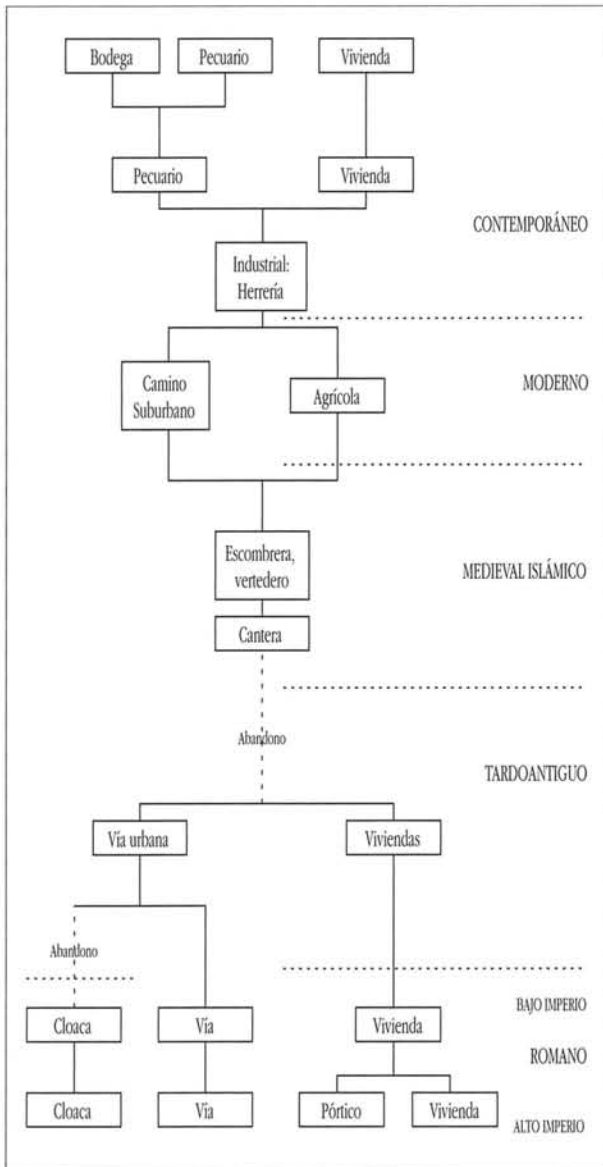 Bodega
Pecuario
Vivienda
Pecuario
Vivienda
CONTEMPORÁNEO
Industrial:
Herrería
Camino
Suburbano
Agrícola
MODERNO
Escombrera,
vertedero
MEDIEVAL ISLÁMICO
Cantera
Abandono
TARDOANTIGUO
Vía urbana
Viviendas
Abandono
BAJO IMPERIO
Cloaca
Vía
Vivienda
ROMANO
Cloaca
Vía
Pórtico
Vivienda
ALTO IMPERIO